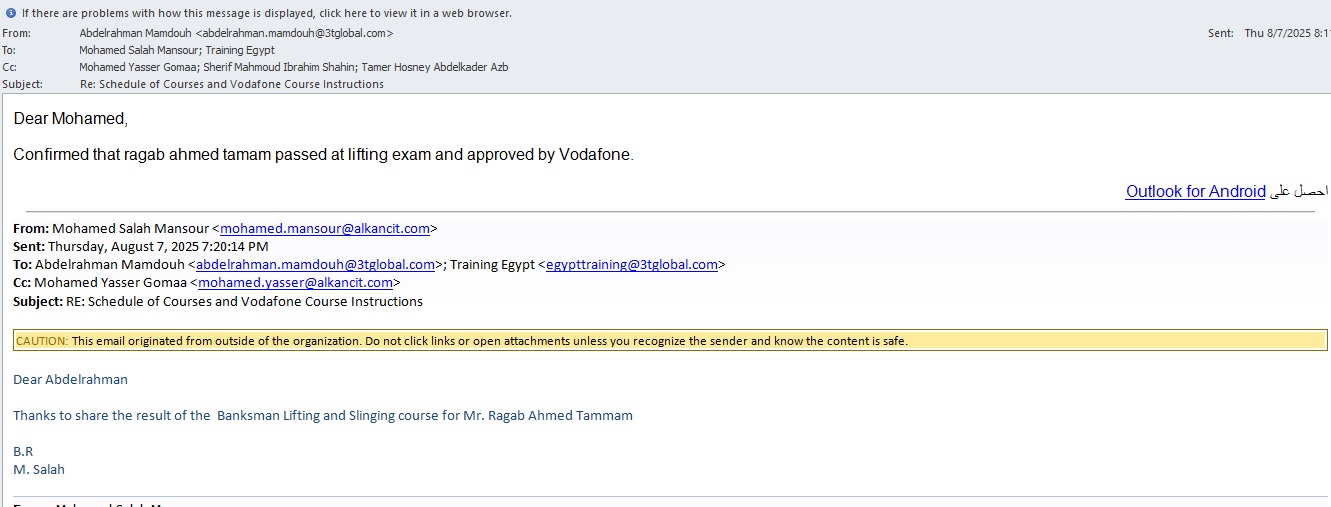 If there are problems with how this message is displayed, click here to view it in a web browser.
From: Abdelrahman Mamdouh <abdelrahman.mamdouh@3tglobal.com> Sent: Thu 8/7/2025
To: Mohamed Salah Mansour; Training Egypt
Cc: Mohamed Yasser Gomaa; Sherif Mahmoud Ibrahim Shahin; Tamer Hosney Abdelkader Azb
Subject: Re: Schedule of Courses and Vodafone Course Instructions
Dear Mohamed,
Confirmed that ragab ahmed tamam passed at lifting exam and approved by Vodafone.
احصل على Outlook for Android
From: Mohamed Salah Mansour <mohamed.mansour@alkancit.com>
Sent: Thursday, August 7, 2025 7:20:14 PM
To: Abdelrahman Mamdouh <abdelrahman.mamdouh@3tglobal.com>; Training Egypt <egypttraining@3tglobal.com>
Cc: Mohamed Yasser Gomaa <mohamed.yasser@alkancit.com>
Subject: RE: Schedule of Courses and Vodafone Course Instructions
CAUTION: This email originated from outside of the organization. Do not click links or open attachments unless you recognize the sender and know the content is safe.
Dear Abdelrahman
Thanks to share the result of the Banksman Lifting and Slinging course for Mr. Ragab Ahmed Tammam
B.R
M. Salah